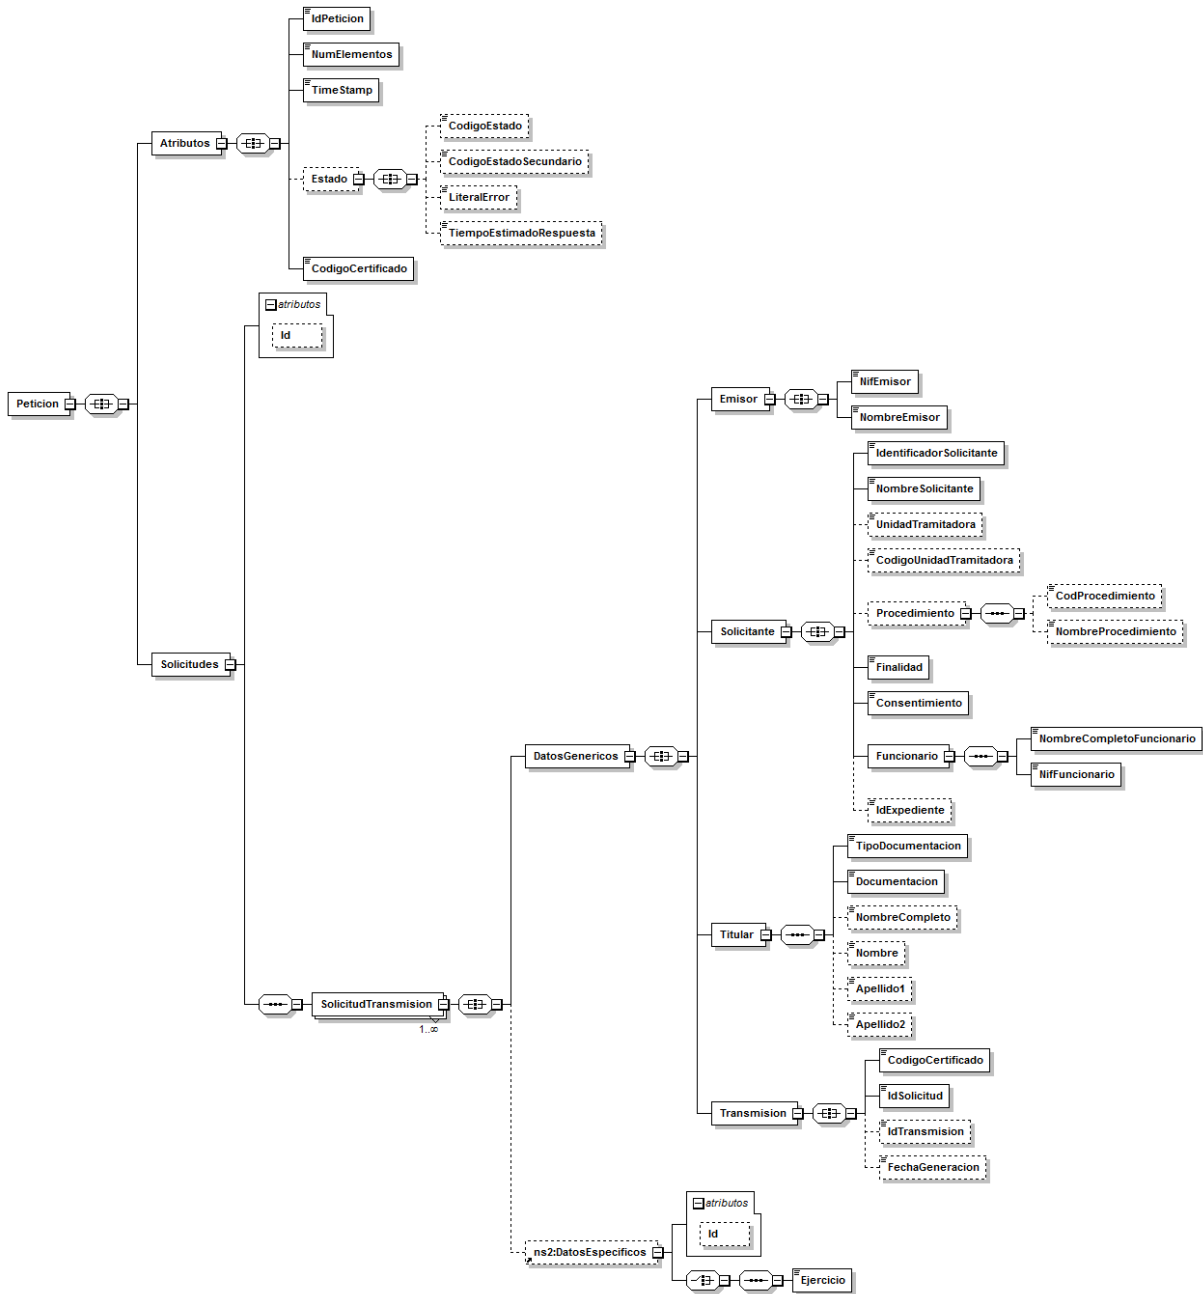 IdPeticion
NumElementos
TimeStamp
Atributos
CodigoEstado
CodigoEstadoSecundario
Estado
LiteralError
TiempoEstimadoRespuesta
CodigoCertificado
atributos
Id
Peticion
Emisor
NifEmisor
NombreEmisor
IdentificadorSolicitante
NombreSolicitante
UnidadTramitadora
CodigoUnidadTramitadora
CodProcedimiento
Procedimiento
NombreProcedimiento
Solicitante
Solicitudes
Finalidad
Consentimiento
NombreCompletoFuncionario
DatosGenericos
Funcionario
NifFuncionario
IdExpediente
TipoDocumentacion
Documentacion
NombreCompleto
Titular
Nombre
Apellido1
Apellido2
SolicitudTransmision
1..∞
CodigoCertificado
IdSolicitud
Transmision
IdTransmision
FechaGeneracion
atributos
Id
ns2:DatosEspecificos
Ejercicio